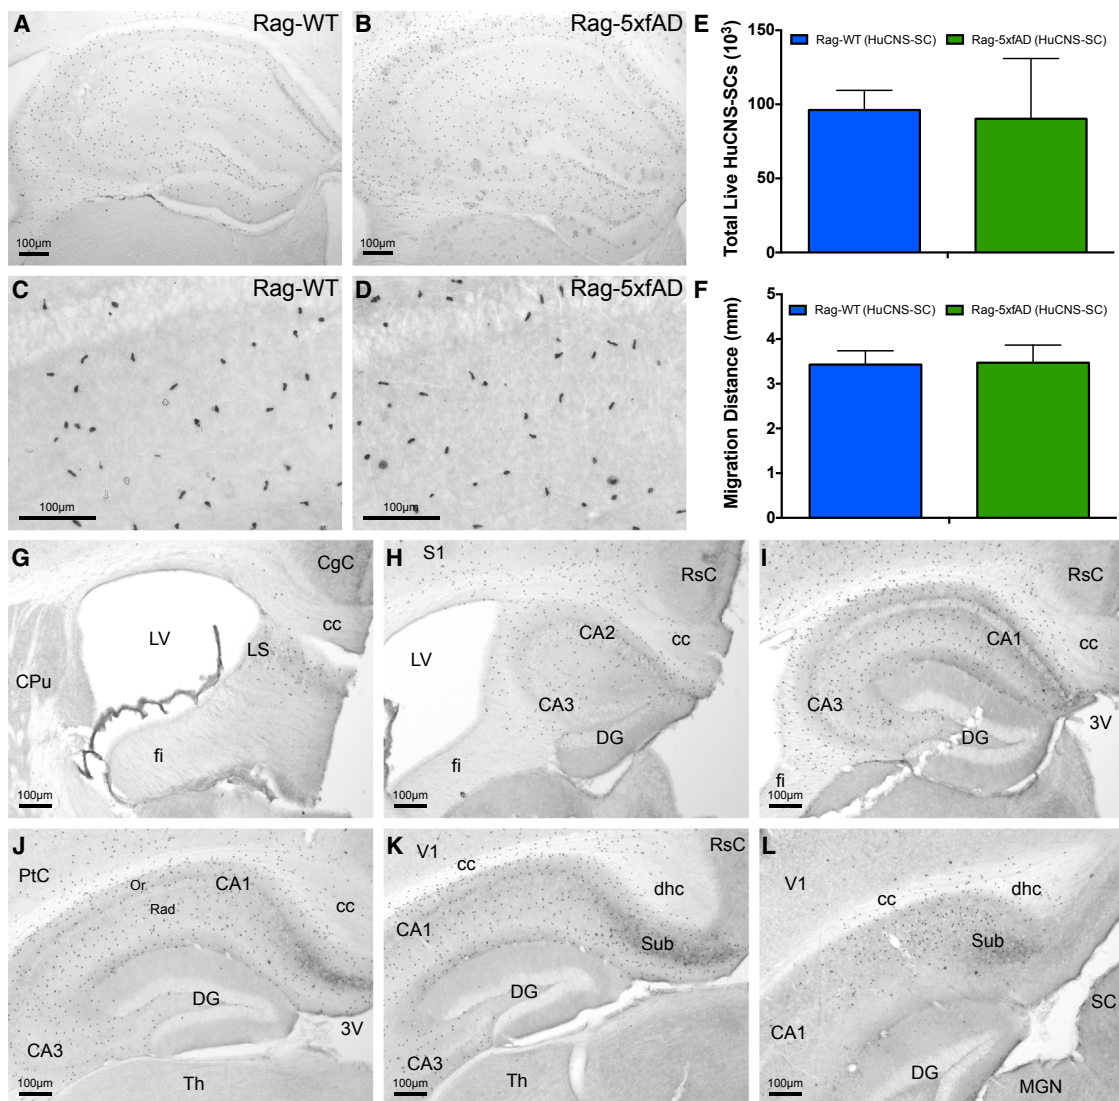 A Rag-WT
100µm
B Rag-5xfAD
100µm
C Rag-WT
100µm
D Rag-5xfAD
100µm
E
Total Live HuCNS-SCs (10³)
150
100
50
0
Rag-WT (HuCNS-SC)
Rag-5xfAD (HuCNS-SC)
F
Migration Distance (mm)
5
4
3
2
1
0
Rag-WT (HuCNS-SC)
Rag-5xfAD (HuCNS-SC)
G
CgC
cc
LV
LS
CPu
fi
100µm
H
S1
RsC
CA2
cc
LV
CA3
DG
fi
100µm
I
RsC
CA1
cc
CA3
3V
DG
fi
100µm
J
PtC
Or
CA1
Rad
cc
DG
3V
CA3
Th
100µm
K
V1
cc
RsC
dhc
CA1
Sub
DG
CA3
Th
100µm
L
V1
cc
dhc
Sub
SC
CA1
DG
MGN
100µm